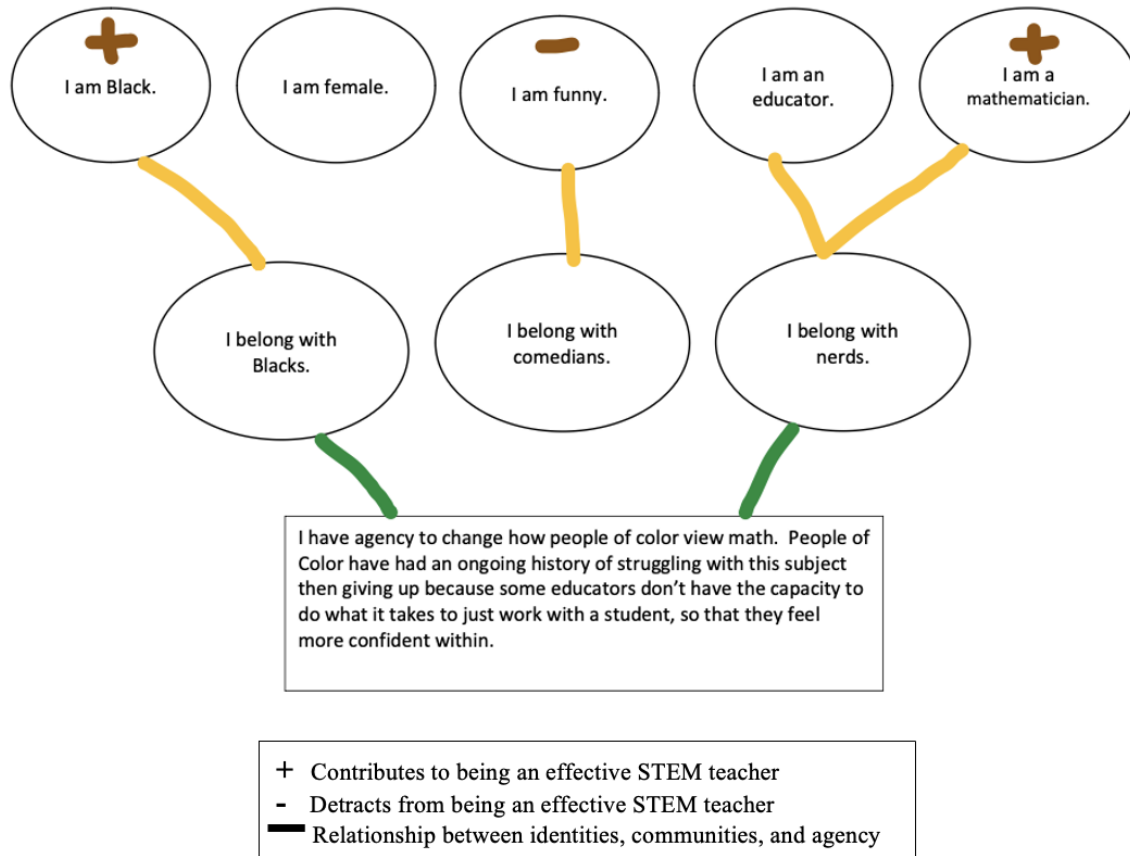 I am Black.
I am female.
I am funny.
I am an
educator.
I am a
mathematician.
I belong with
Blacks.
I belong with
comedians.
I belong with
nerds.
I have agency to change how people of color view math.  People of
Color have had an ongoing history of struggling with this subject
then giving up because some educators don’t have the capacity to
do what it takes to just work with a student, so that they feel
more confident within.
+ Contributes to being an effective STEM teacher
- Detracts from being an effective STEM teacher
Relationship between identities, communities, and agency